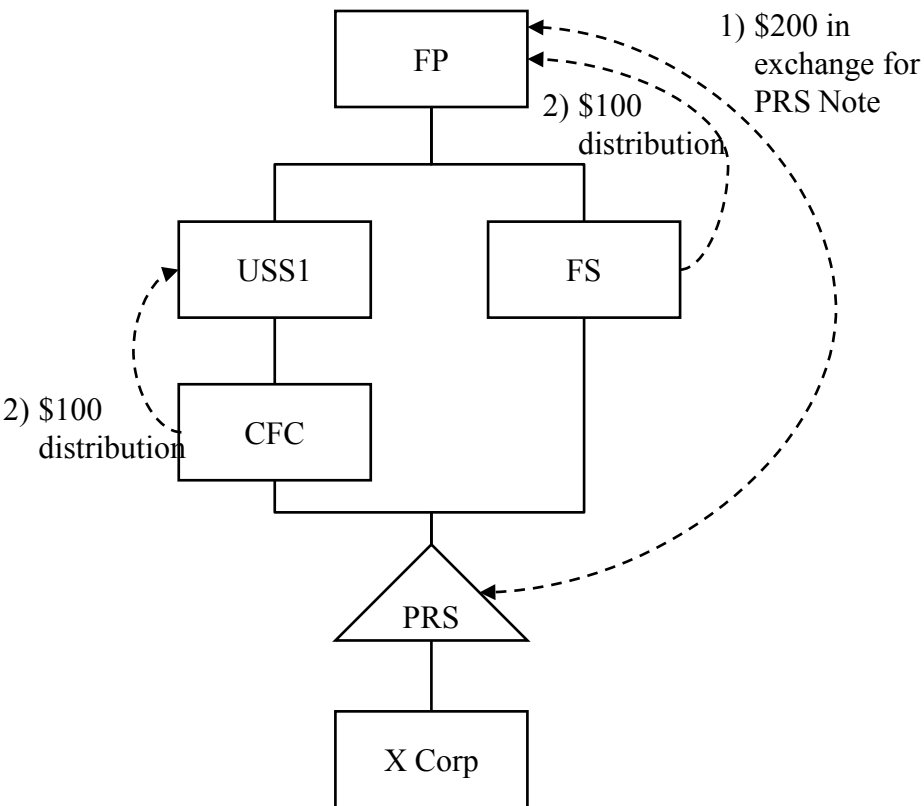 FP
1) $200 in
exchange for
PRS Note
2) $100
distribution
USS1
FS
2) $100
distribution
CFC
PRS
X Corp